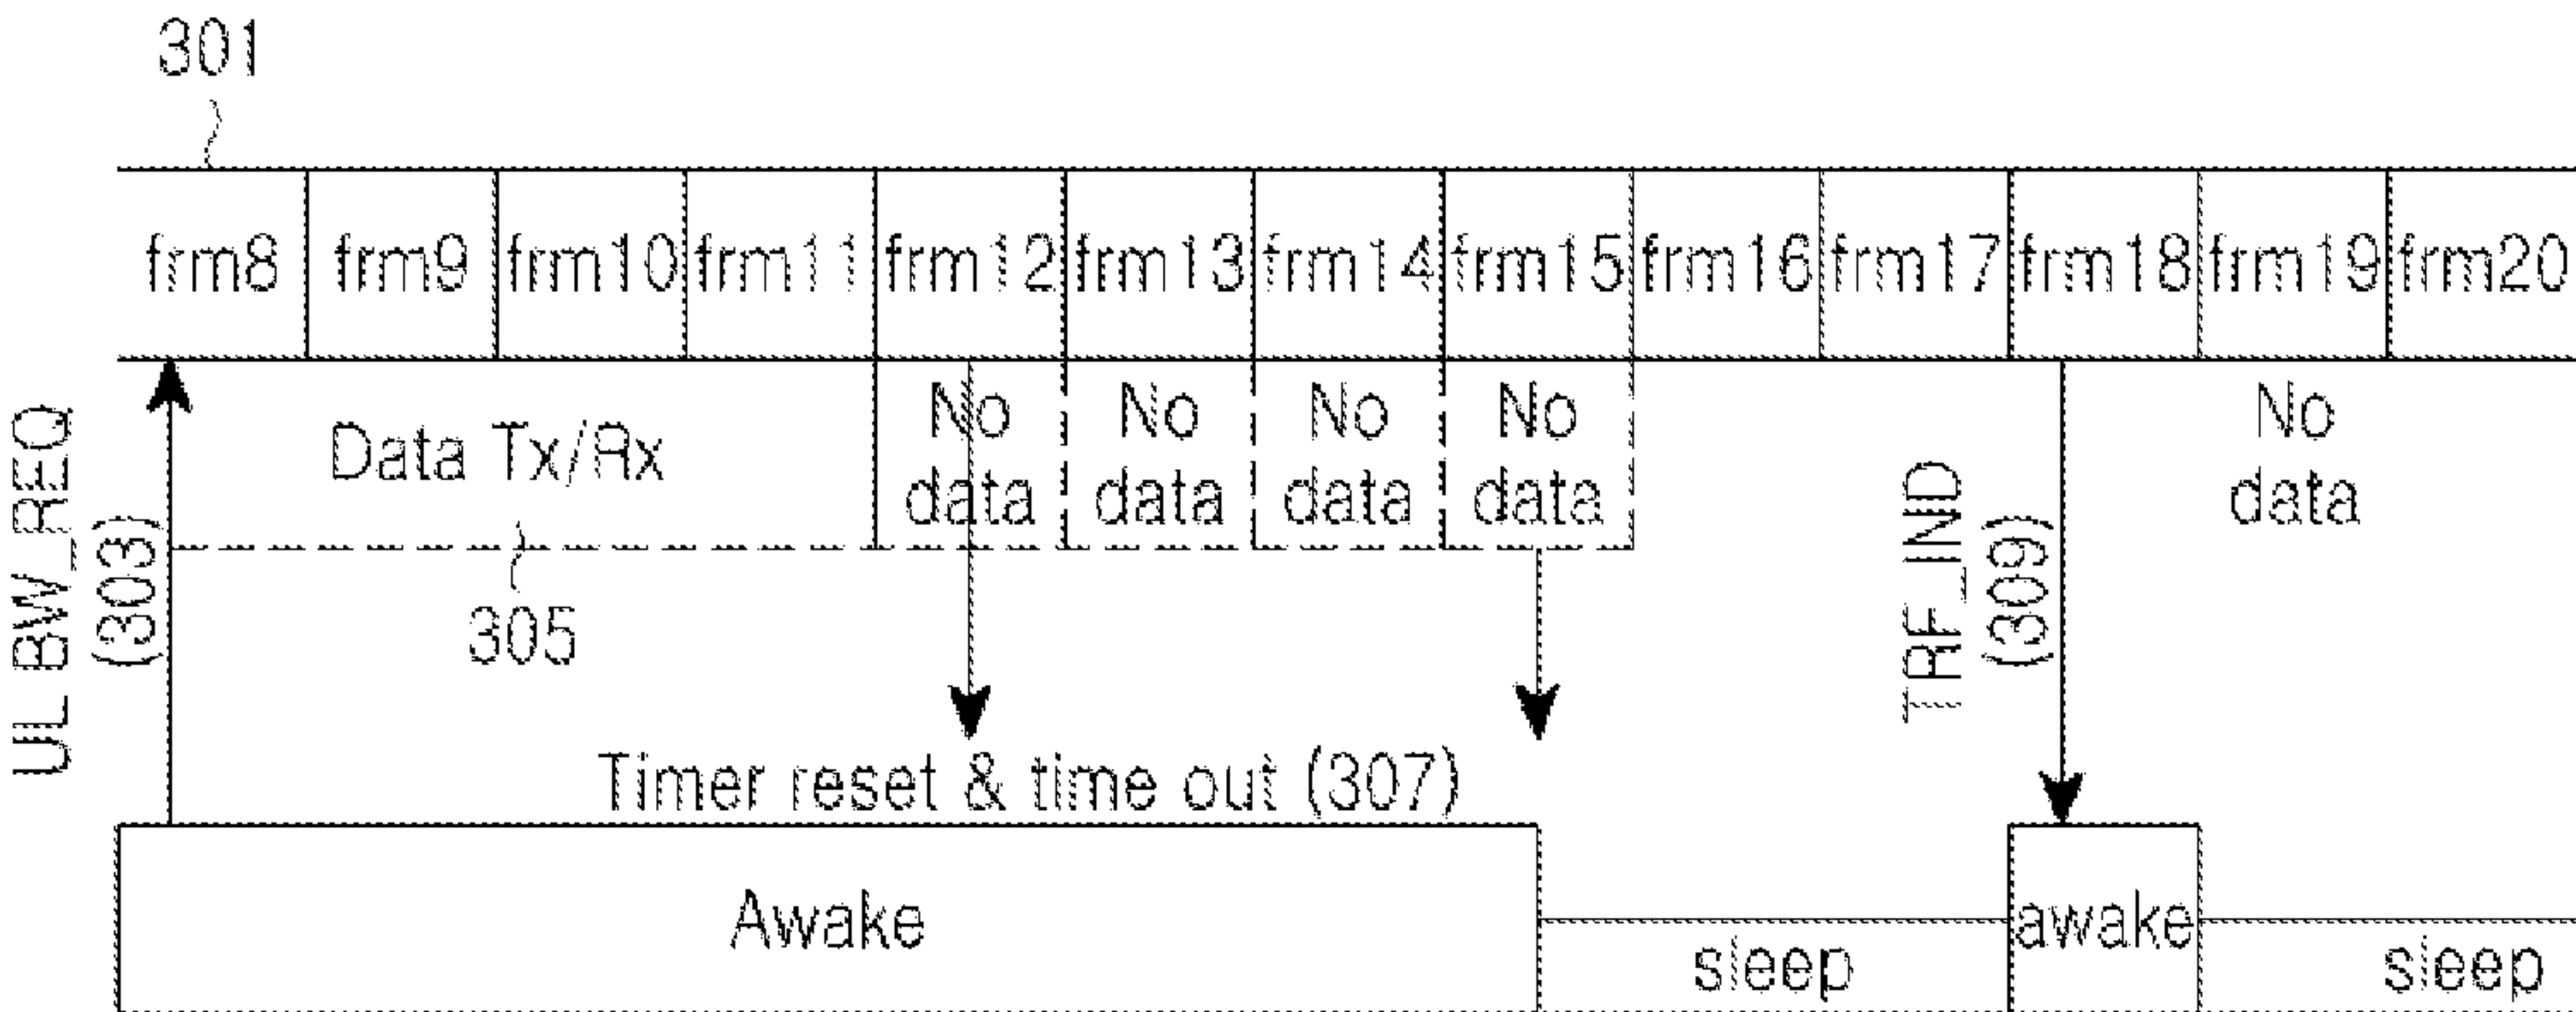 301
frm8 frm9 frm10 frm11 frm12 frm13 frm14 frm15 frm16 frm17 frm18 frm19 frm20
UL BW_REQ
(303)
Data Tx/Rx
305
No
data
No
data
No
data
No
data
TRF_IND
(309)
No
data
Timer reset & time out (307)
Awake
sleep
awake
sleep